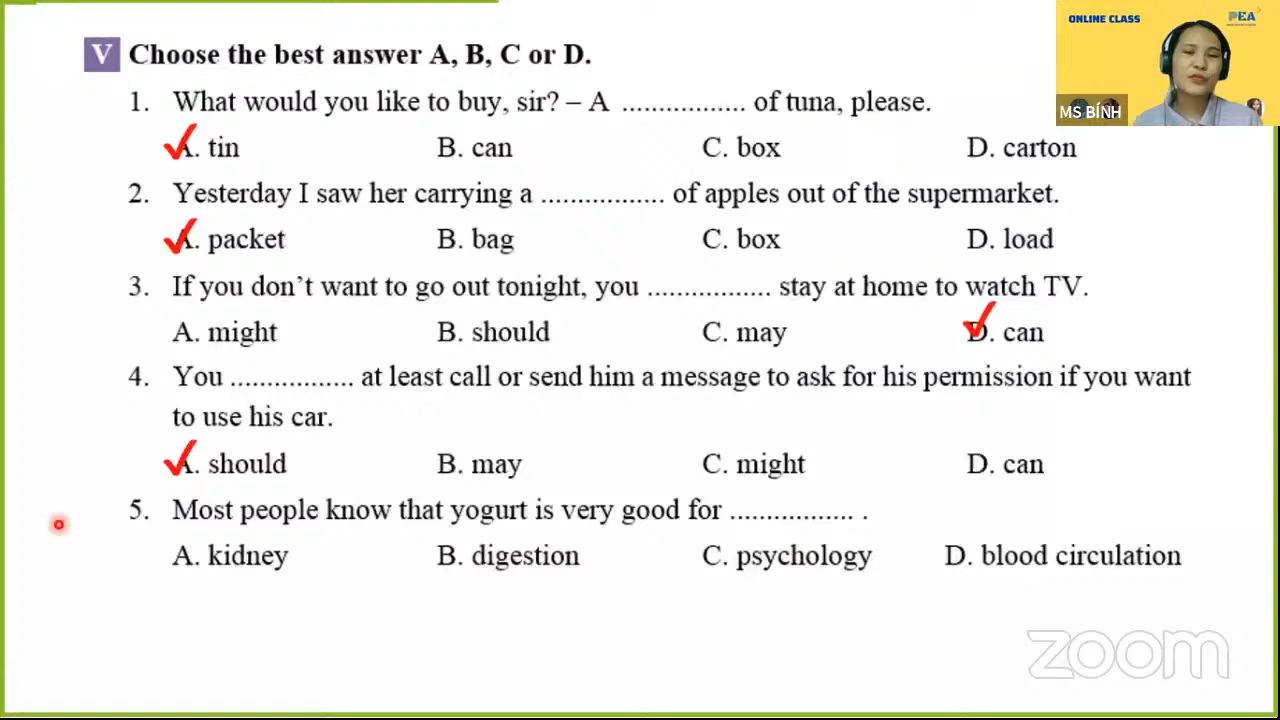 V Choose the best answer A, B, C or D.
1. What would you like to buy, sir? – A ................. of tuna, please.
A. tin B. can C. box D. carton
2. Yesterday I saw her carrying a ................. of apples out of the supermarket.
A. packet B. bag C. box D. load
3. If you don’t want to go out tonight, you ................. stay at home to watch TV.
A. might B. should C. may D. can
4. You ................. at least call or send him a message to ask for his permission if you want
to use his car.
A. should B. may C. might D. can
5. Most people know that yogurt is very good for ................. .
A. kidney B. digestion C. psychology D. blood circulation
ONLINE CLASS
PEA
MS BÍNH
zoom